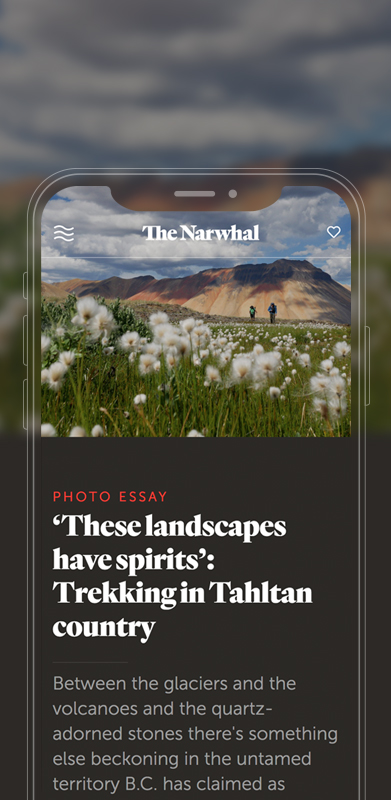 The Narwhal
PHOTO ESSAY
‘These landscapes
have spirits’:
Trekking in Tahltan
country
Between the glaciers and the
volcanoes and the quartz-
adorned stones there's something
else beckoning in the untamed
territory B.C. has claimed as